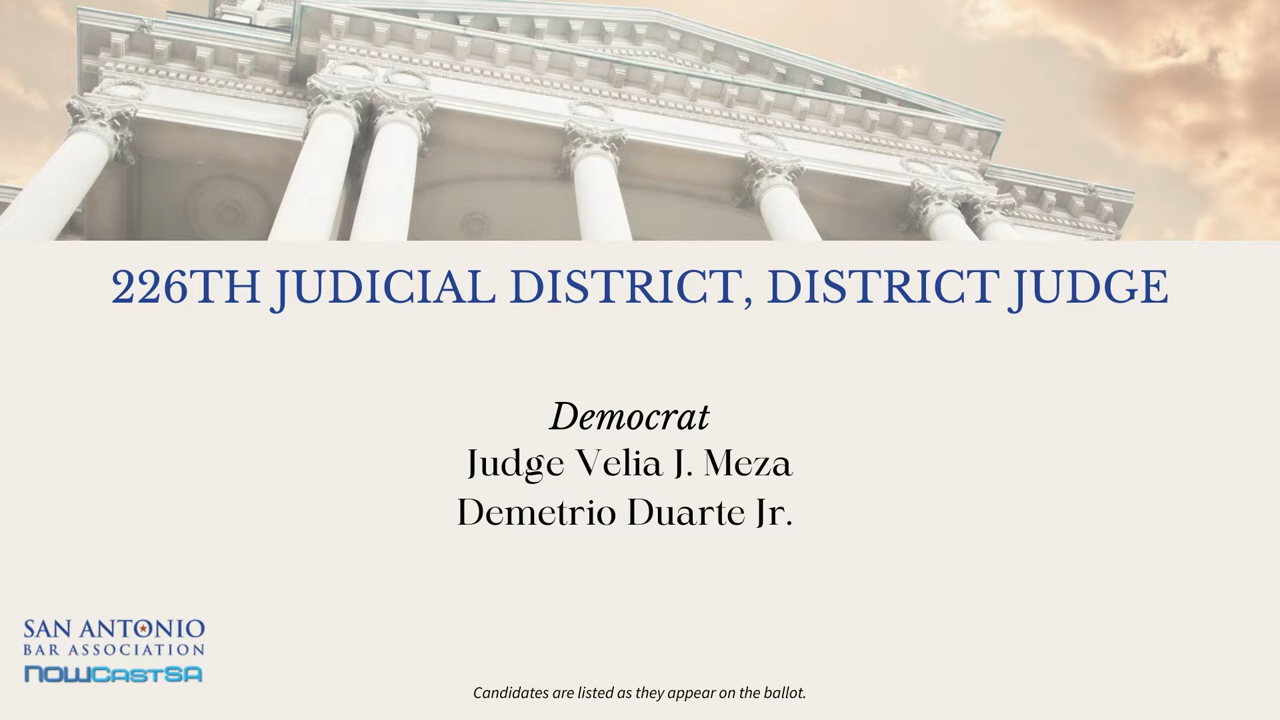 226TH JUDICIAL DISTRICT, DISTRICT JUDGE
Democrat
Judge Velia J. Meza
Demetrio Duarte Jr.
SAN ANTONIO
BAR ASSOCIATION
NOWCASTSA
Candidates are listed as they appear on the ballot.